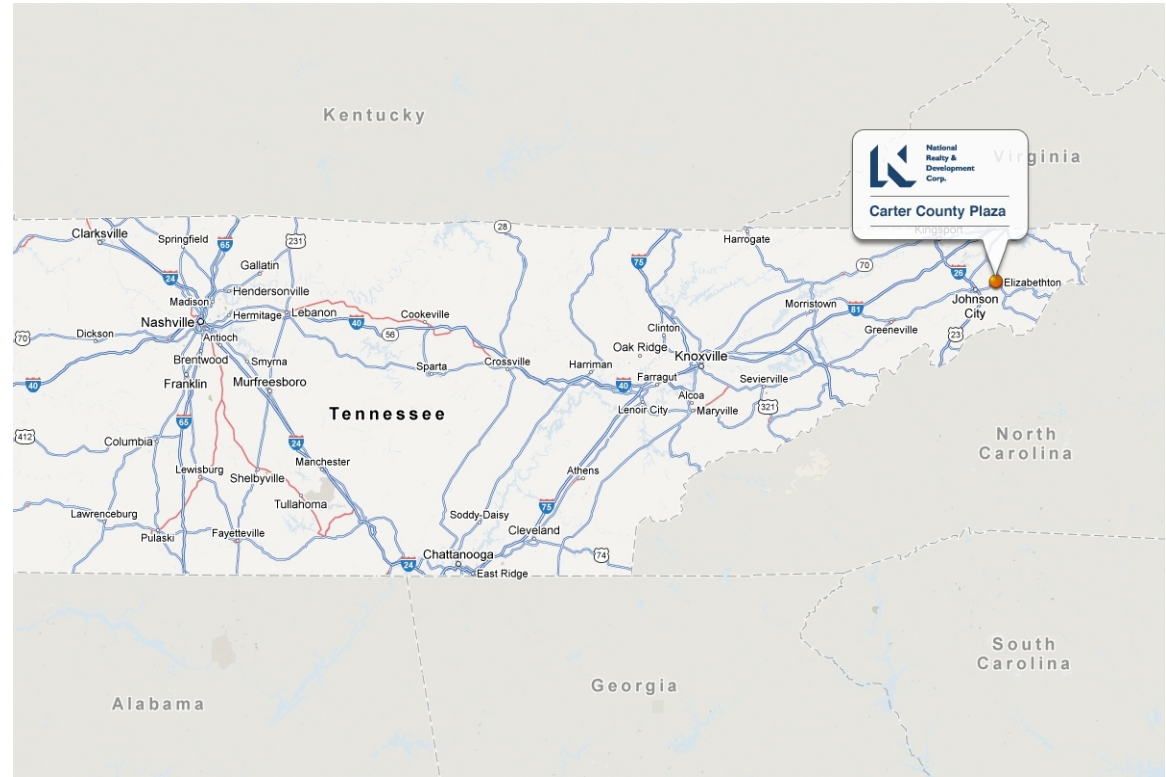 Kentucky
Virginia
National
Realty &
Development
Corp.
Carter County Plaza
Kingsport
Clarksville
Springfield
65
231
28
Harrogate
70
75
26
Elizabethton
24
Gallatin
Madison
Hendersonville
Johnson
City
Nashville
Hermitage
Lebanon
40
Cookeville
56
Morristown
81
Greeneville
23
70
Dickson
Antioch
Clinton
Oak Ridge
Knoxville
Brentwood
Smyrna
Sparta
Crossville
Harriman
Farragut
Sevierville
40
Franklin
Murfreesboro
40
Alcoa
321
Lenoir City
Maryville
Tennessee
65
412
Columbia
24
Manchester
North
Carolina
Lewisburg
Shelbyville
Athens
Tullahoma
75
Lawrenceburg
Soddy-Daisy
Pulaski
Fayetteville
Cleveland
Chattanooga
74
24
East Ridge
South
Carolina
Georgia
Alabama